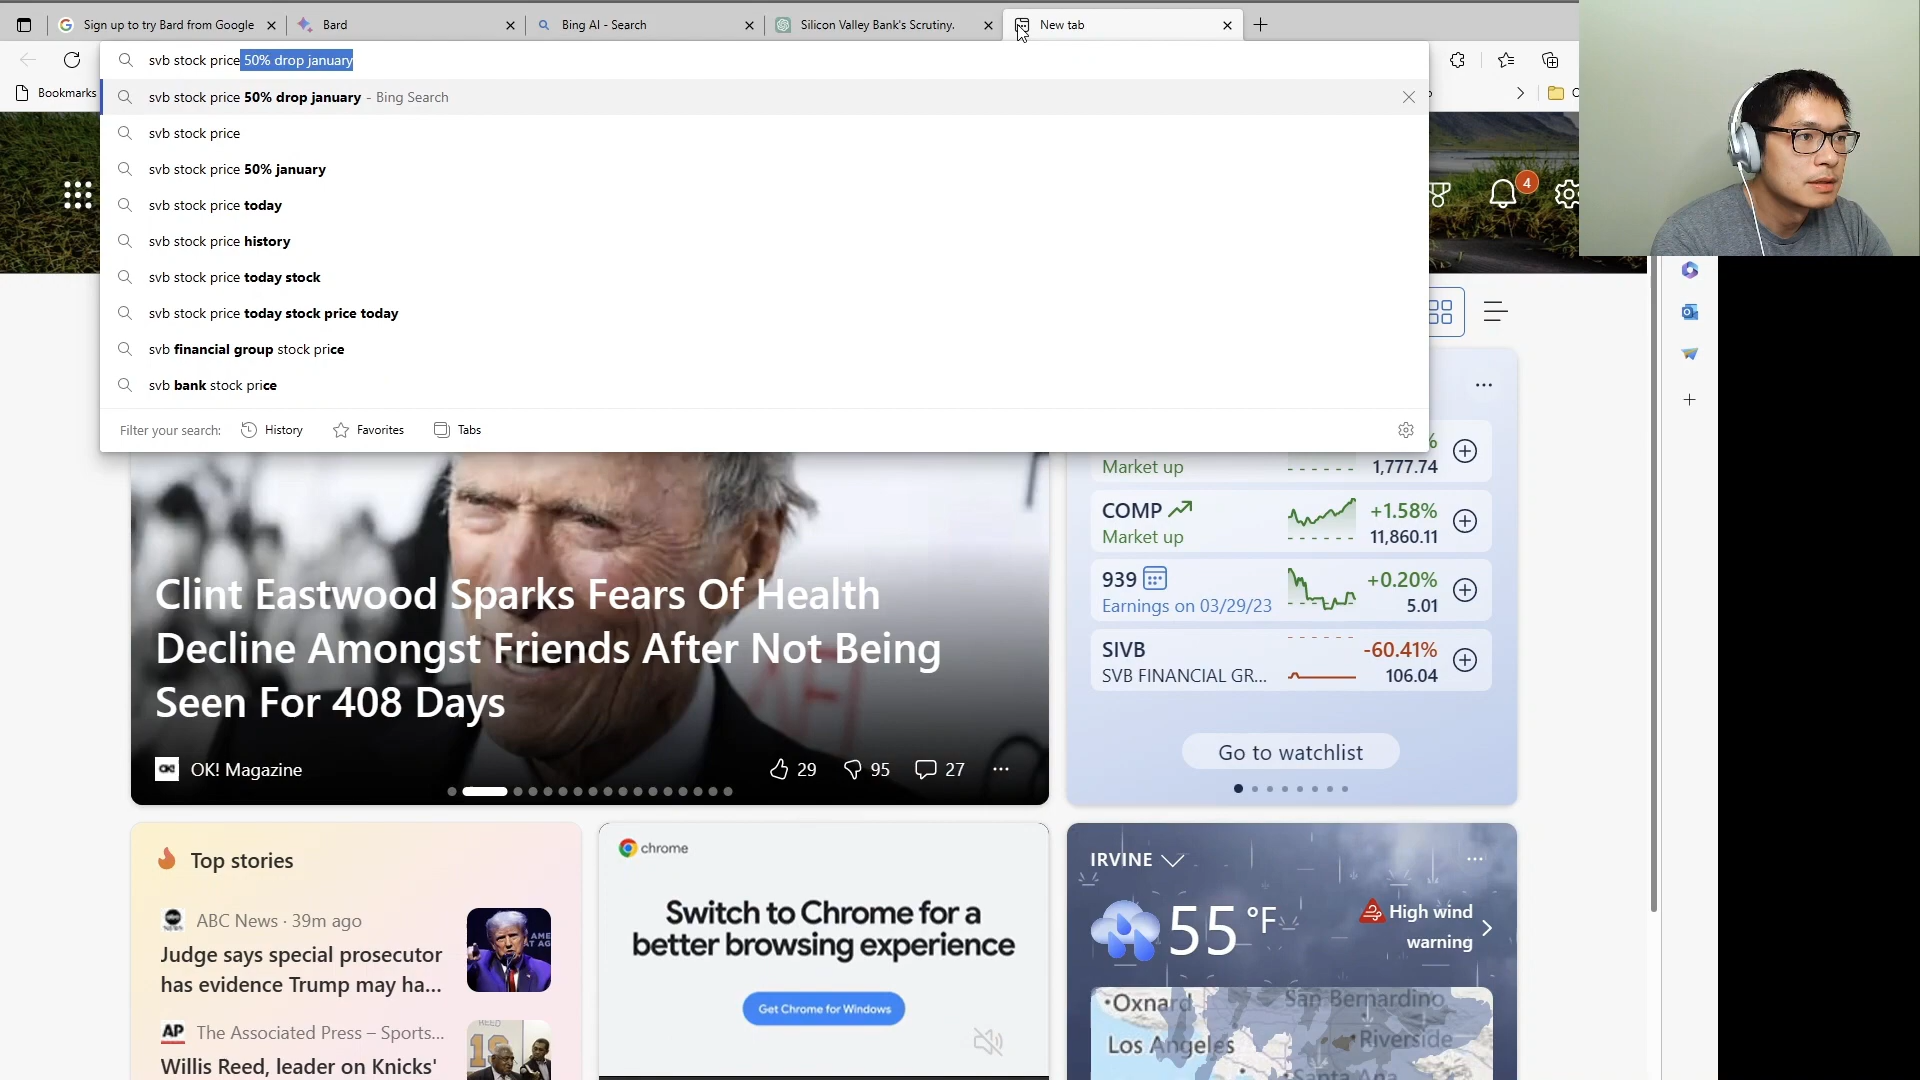 Sign up to try Bard from Google
Bard
Bing AI - Search
Silicon Valley Bank's Scrutiny.
New tab
svb stock price 50% drop january
Bookmarks
svb stock price 50% drop january - Bing Search
svb stock price
svb stock price 50% january
svb stock price today
svb stock price history
svb stock price today stock
svb stock price today stock price today
svb financial group stock price
svb bank stock price
Filter your search:
History
Favorites
Tabs
4
Market up
1,777.74
COMP
+1.58%
Market up
11,860.11
939
+0.20%
Earnings on 03/29/23
5.01
SIVB
-60.41%
SVB FINANCIAL GR...
106.04
Go to watchlist
Clint Eastwood Sparks Fears Of Health
Decline Amongst Friends After Not Being
Seen For 408 Days
OK! Magazine
29
95
27
Top stories
ABC News · 39m ago
Judge says special prosecutor
has evidence Trump may ha...
AP
The Associated Press – Sports...
Willis Reed, leader on Knicks'
chrome
Switch to Chrome for a
better browsing experience
Get Chrome for Windows
IRVINE
55 °F
High wind
warning
Oxnard
San Bernardino
Los Angeles
Riverside
Santa Ana